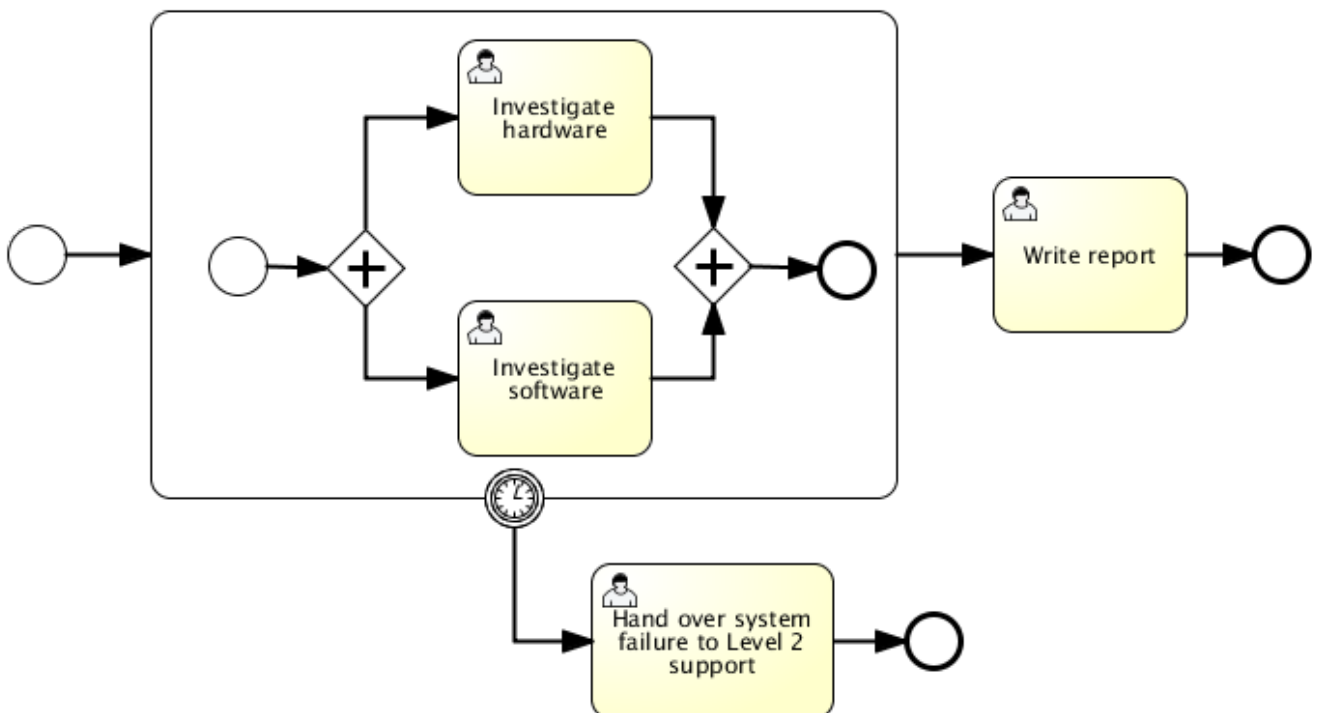 Investigate
hardware
Write report
Investigate
software
Hand over system
failure to Level 2
support